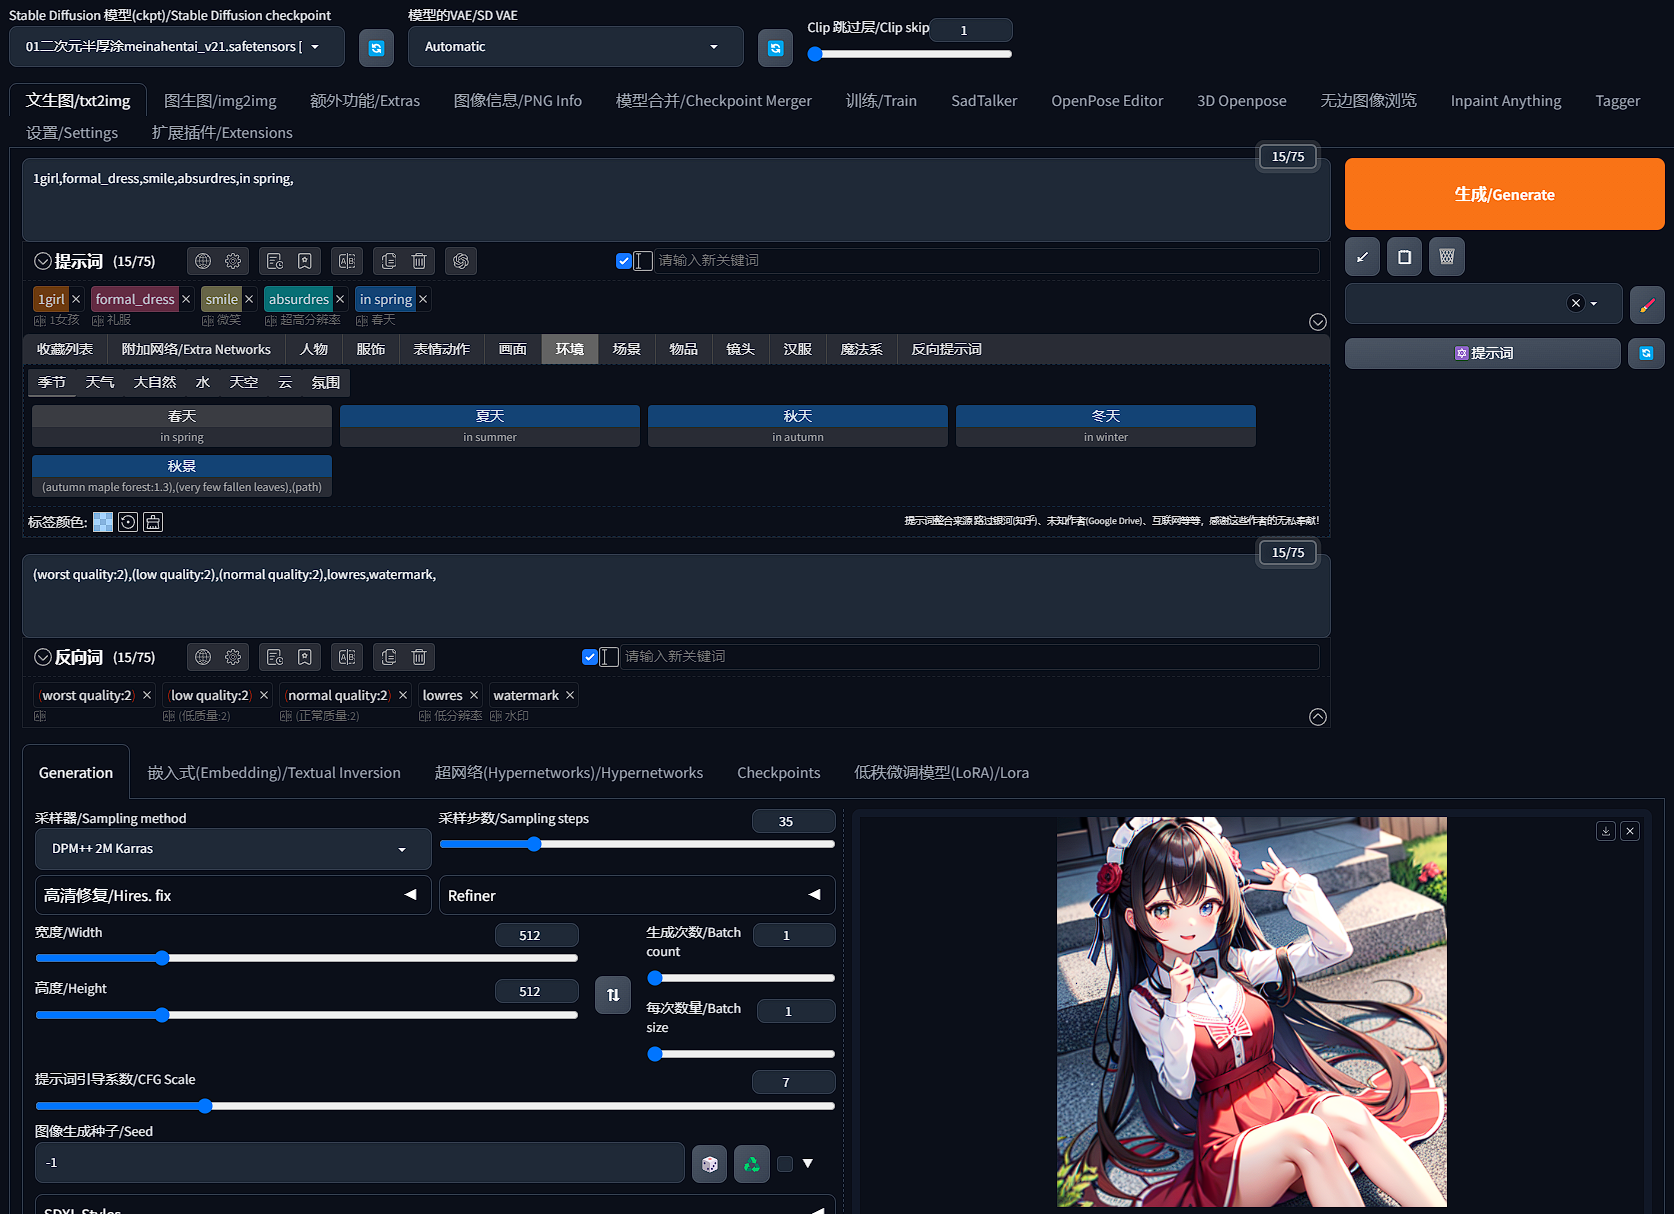 Stable Diffusion 模型(ckpt)/Stable Diffusion checkpoint
模型的VAE/SD VAE
Clip 跳过层/Clip skip
1
01二次元半厚涂meinahentai_v21.safetensors [
Automatic
文生图/txt2img
图生图/img2img
额外功能/Extras
图像信息/PNG Info
模型合并/Checkpoint Merger
训练/Train
SadTalker
OpenPose Editor
3D Openpose
无边图像浏览
Inpaint Anything
Tagger
设置/Settings
扩展插件/Extensions
15/75
1girl,formal_dress,smile,absurdres,in spring,
生成/Generate
提示词 (15/75)
请输入新关键词
1girl
formal_dress
smile
absurdres
in spring
1女孩
礼服
微笑
超高分辨率
春天
收藏列表
附加网络/Extra Networks
人物
服饰
表情动作
画面
环境
场景
物品
镜头
汉服
魔法系
反向提示词
提示词
季节
天气
大自然
水
天空
云
氛围
春天
in spring
夏天
in summer
秋天
in autumn
冬天
in winter
秋景
(autumn maple forest:1.3),(very few fallen leaves),(path)
标签颜色:
提示词整合来源 路过银河(知乎)、未知作者(Google Drive)、互联网等等，感谢这些作者的无私奉献！
15/75
(worst quality:2),(low quality:2),(normal quality:2),lowres,watermark,
反向词 (15/75)
请输入新关键词
(worst quality:2)
(low quality:2)
(normal quality:2)
lowres
watermark
(低质量:2)
(正常质量:2)
低分辨率
水印
Generation
嵌入式(Embedding)/Textual Inversion
超网络(Hypernetworks)/Hypernetworks
Checkpoints
低秩微调模型(LoRA)/Lora
采样器/Sampling method
DPM++ 2M Karras
采样步数/Sampling steps
35
高清修复/Hires. fix
Refiner
宽度/Width
512
高度/Height
512
生成次数/Batch count
1
每次数量/Batch size
1
提示词引导系数/CFG Scale
7
图像生成种子/Seed
-1
SDXL Styles